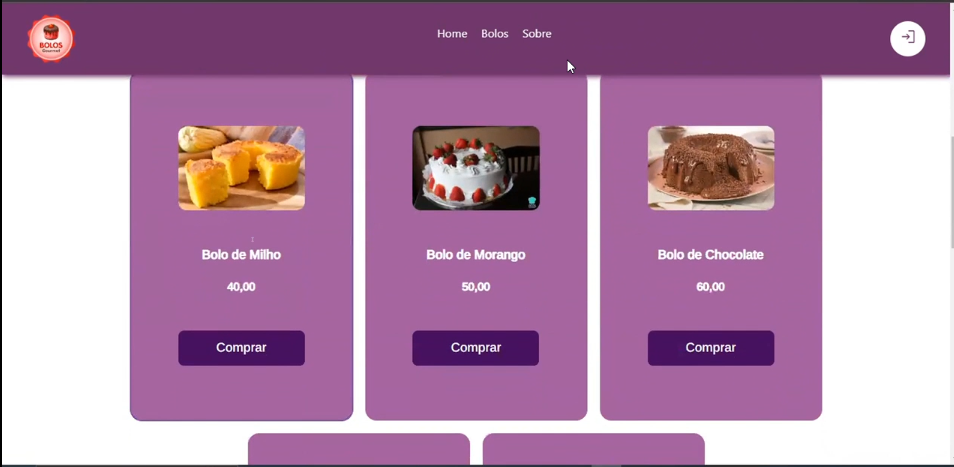 BOLOS
Gourmet
Home Bolos Sobre
Bolo de Milho
40,00
Comprar
Bolo de Morango
50,00
Comprar
Bolo de Chocolate
60,00
Comprar